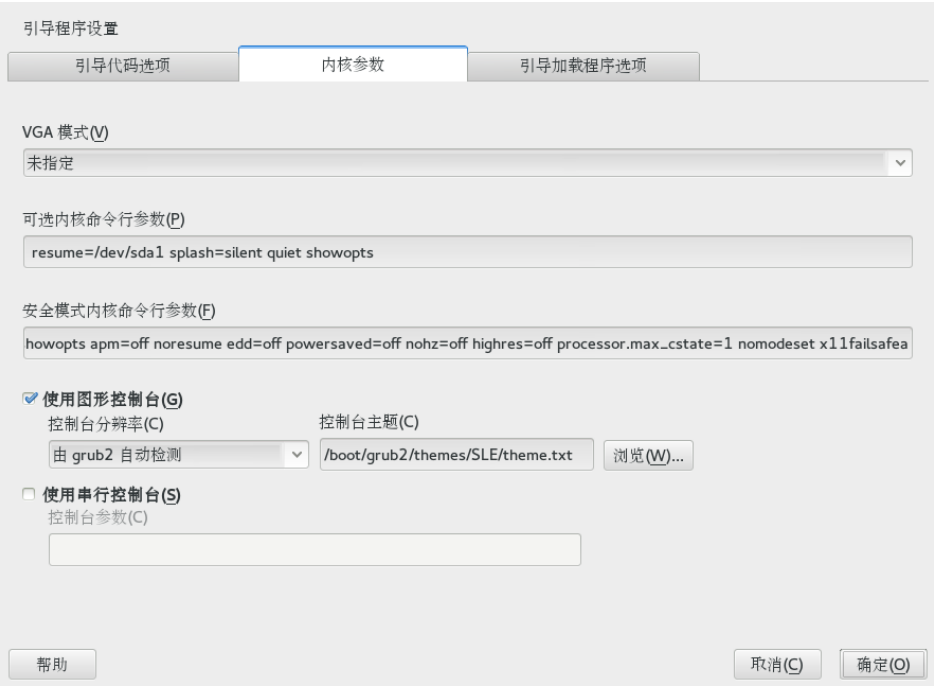 引导程序设置
引导代码选项 内核参数 引导加载程序选项
VGA 模式(V)
未指定
可选内核命令行参数(P)
resume=/dev/sda1 splash=silent quiet showopts
安全模式内核命令行参数(F)
howopts apm=off noresume edd=off powersaved=off nohz=off highres=off processor.max_cstate=1 nomodeset x11failsafea
使用图形控制台(G)
控制台分辨率(C) 控制台主题(C)
由 grub2 自动检测 /boot/grub2/themes/SLE/theme.txt 浏览(W)...
使用串行控制台(S)
控制台参数(C)
帮助 取消(C) 确定(O)